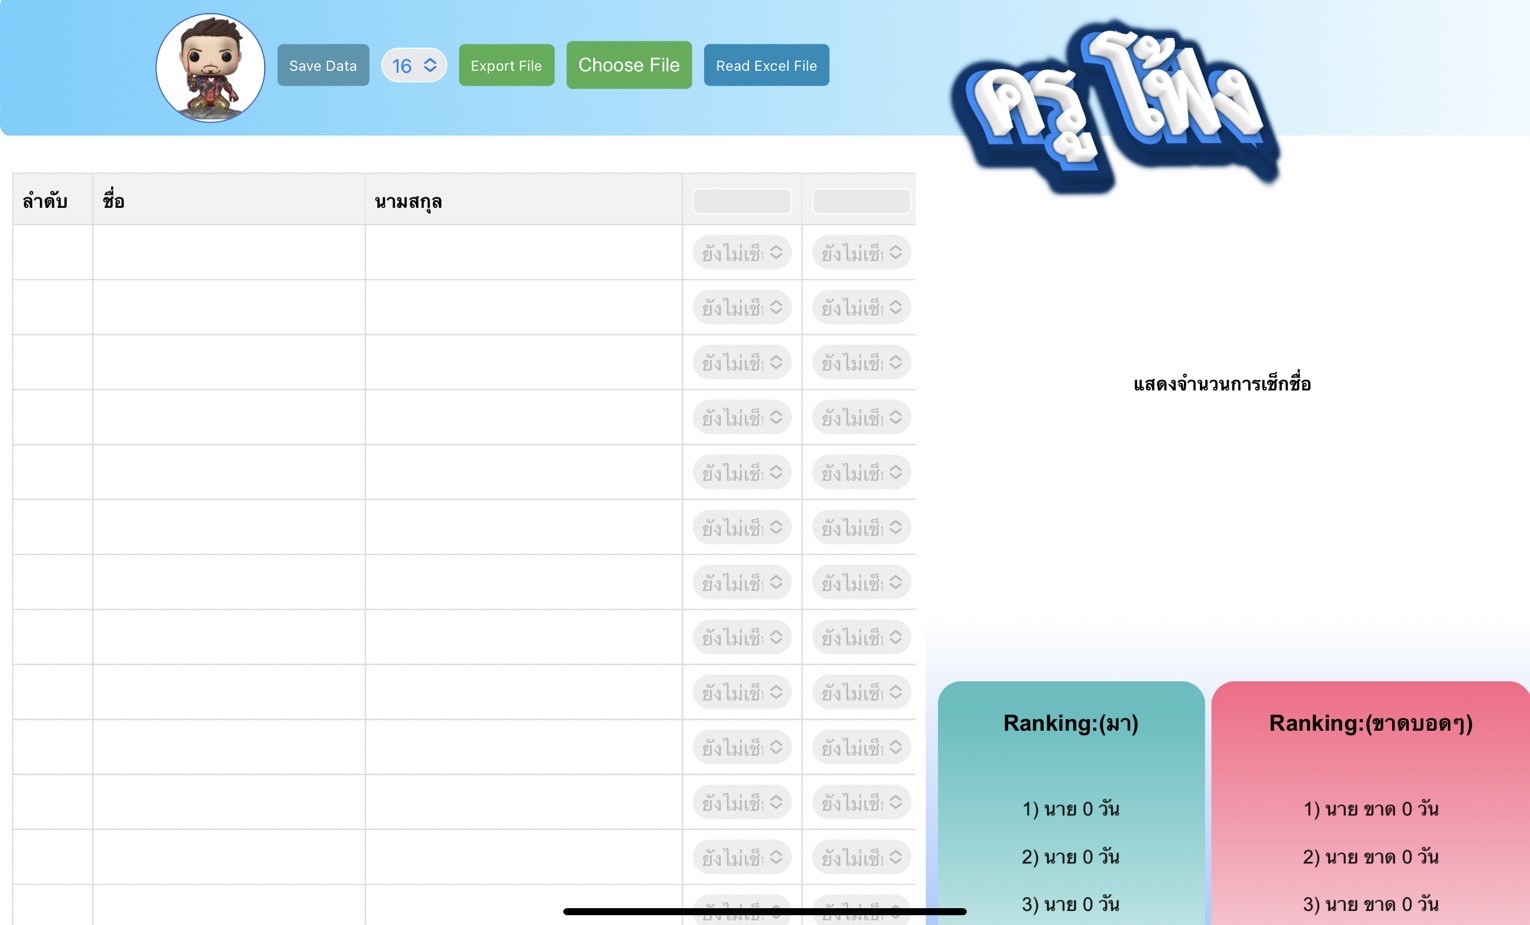 Save Data 16 Export File Choose File Read Excel File
ครูโฟ้ง
ลำดับ ชื่อ นามสกุล
ยังไม่เช็ ยังไม่เช็
ยังไม่เช็ ยังไม่เช็
ยังไม่เช็ ยังไม่เช็
ยังไม่เช็ ยังไม่เช็
ยังไม่เช็ ยังไม่เช็
ยังไม่เช็ ยังไม่เช็
ยังไม่เช็ ยังไม่เช็
ยังไม่เช็ ยังไม่เช็
ยังไม่เช็ ยังไม่เช็
ยังไม่เช็ ยังไม่เช็
ยังไม่เช็ ยังไม่เช็
ยังไม่เช็ ยังไม่เช็
แสดงจำนวนการเช็กชื่อ
Ranking:(มา)
1) นาย 0 วัน
2) นาย 0 วัน
3) นาย 0 วัน
Ranking:(ขาดบอดๆ)
1) นาย ขาด 0 วัน
2) นาย ขาด 0 วัน
3) นาย ขาด 0 วัน